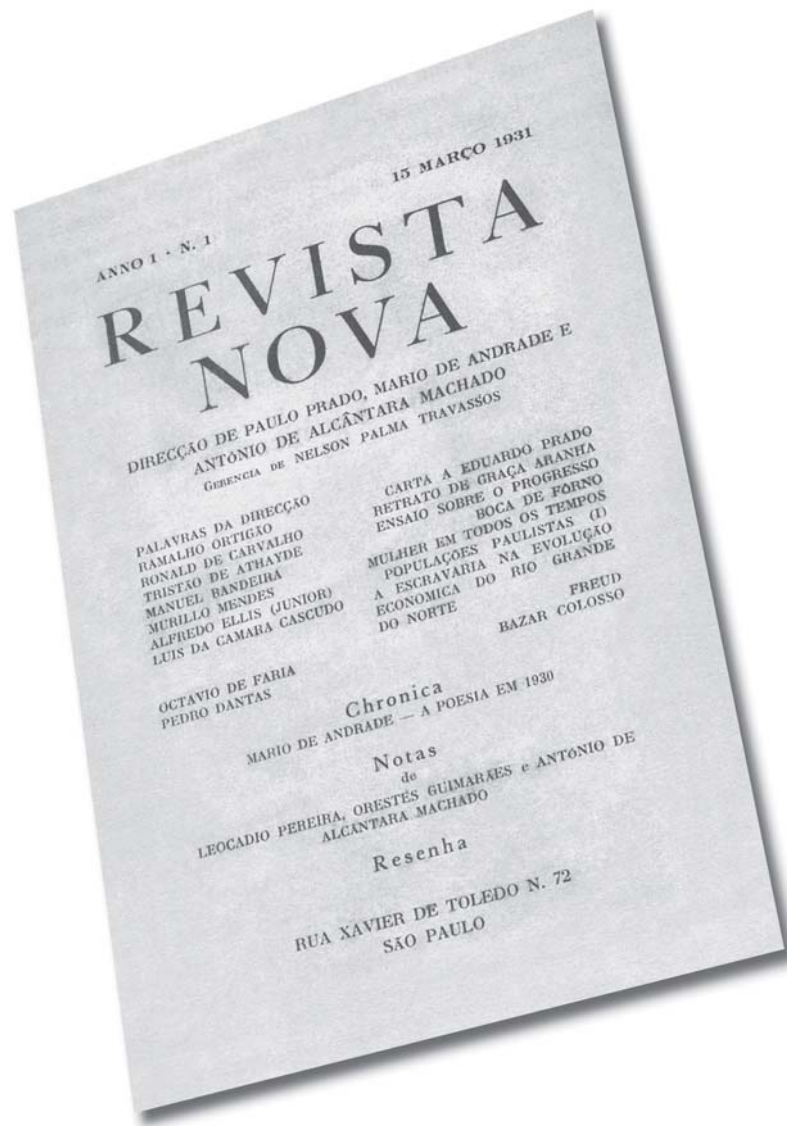 ANNO I · N. 1
15 MARÇO 1931
REVISTA
NOVA
DIRECÇÃO DE PAULO PRADO, MARIO DE ANDRADE E
ANTÓNIO DE ALCÂNTARA MACHADO
GERENCIA DE NELSON PALMA TRAVASSOS
PALAVRAS DA DIRECÇÃO
RAMALHO ORTIGÃO
RONALD DE CARVALHO
TRISTÃO DE ATHAYDE
MANUEL BANDEIRA
MURILLO MENDES
ALFREDO ELLIS (JUNIOR)
LUIS DA CAMARA CASCUDO
OCTAVIO DE FARIA
PEDRO DANTAS
CARTA A EDUARDO PRADO
RETRATO DE GRAÇA ARANHA
ENSAIO SOBRE O PROGRESSO
BOCA DE FÔRNO
MULHER EM TODOS OS TEMPOS
POPULAÇÕES PAULISTAS (I)
A ESCRAVARIA NA EVOLUÇÃO
ECONOMICA DO RIO GRANDE
DO NORTE
FREUD
BAZAR COLOSSO
Chronica
MARIO DE ANDRADE — A POESIA EM 1930
Notas
de
LEOCADIO PEREIRA, ORESTES GUIMARÃES e ANTÓNIO DE
ALCÂNTARA MACHADO
Resenha
RUA XAVIER DE TOLEDO N. 72
SÃO PAULO